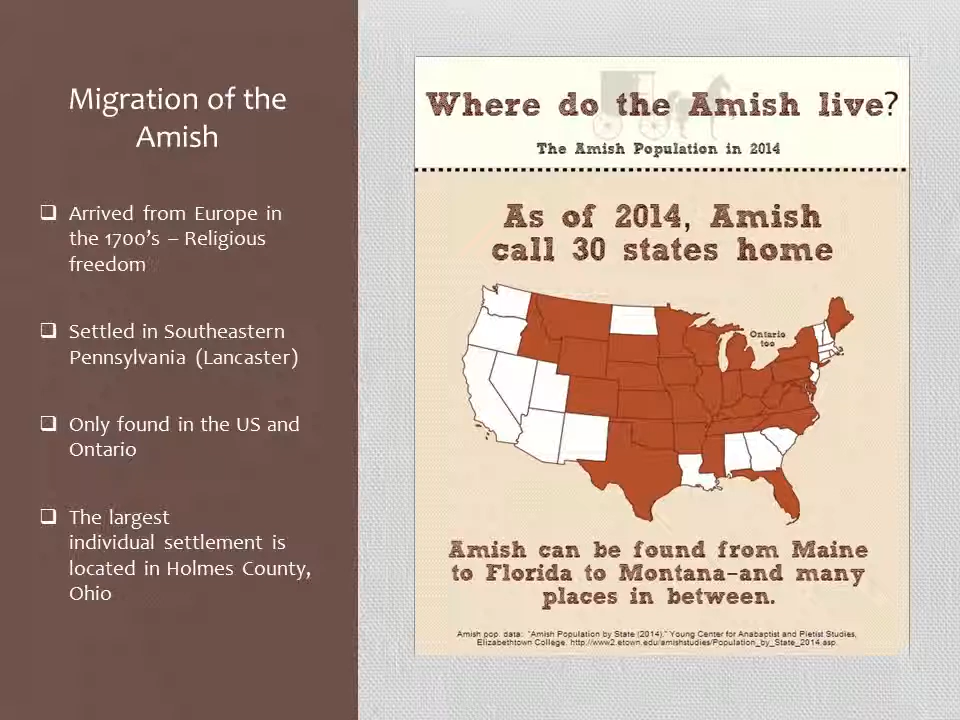 Migration of the
Amish
Arrived from Europe in
the 1700’s – Religious
freedom
Settled in Southeastern
Pennsylvania (Lancaster)
Only found in the US and
Ontario
The largest
individual settlement is
located in Holmes County,
Ohio
Where do the Amish live?
The Amish Population in 2014
As of 2014, Amish
call 30 states home
Ontario
too
Amish can be found from Maine
to Florida to Montana-and many
places in between.
Amish pop. data: "Amish Population by State (2014)." Young Center for Anabaptist and Pietist Studies,
Elizabethtown College. http://www2.etown.edu/amishstudies/Population_by_State_2014.asp.